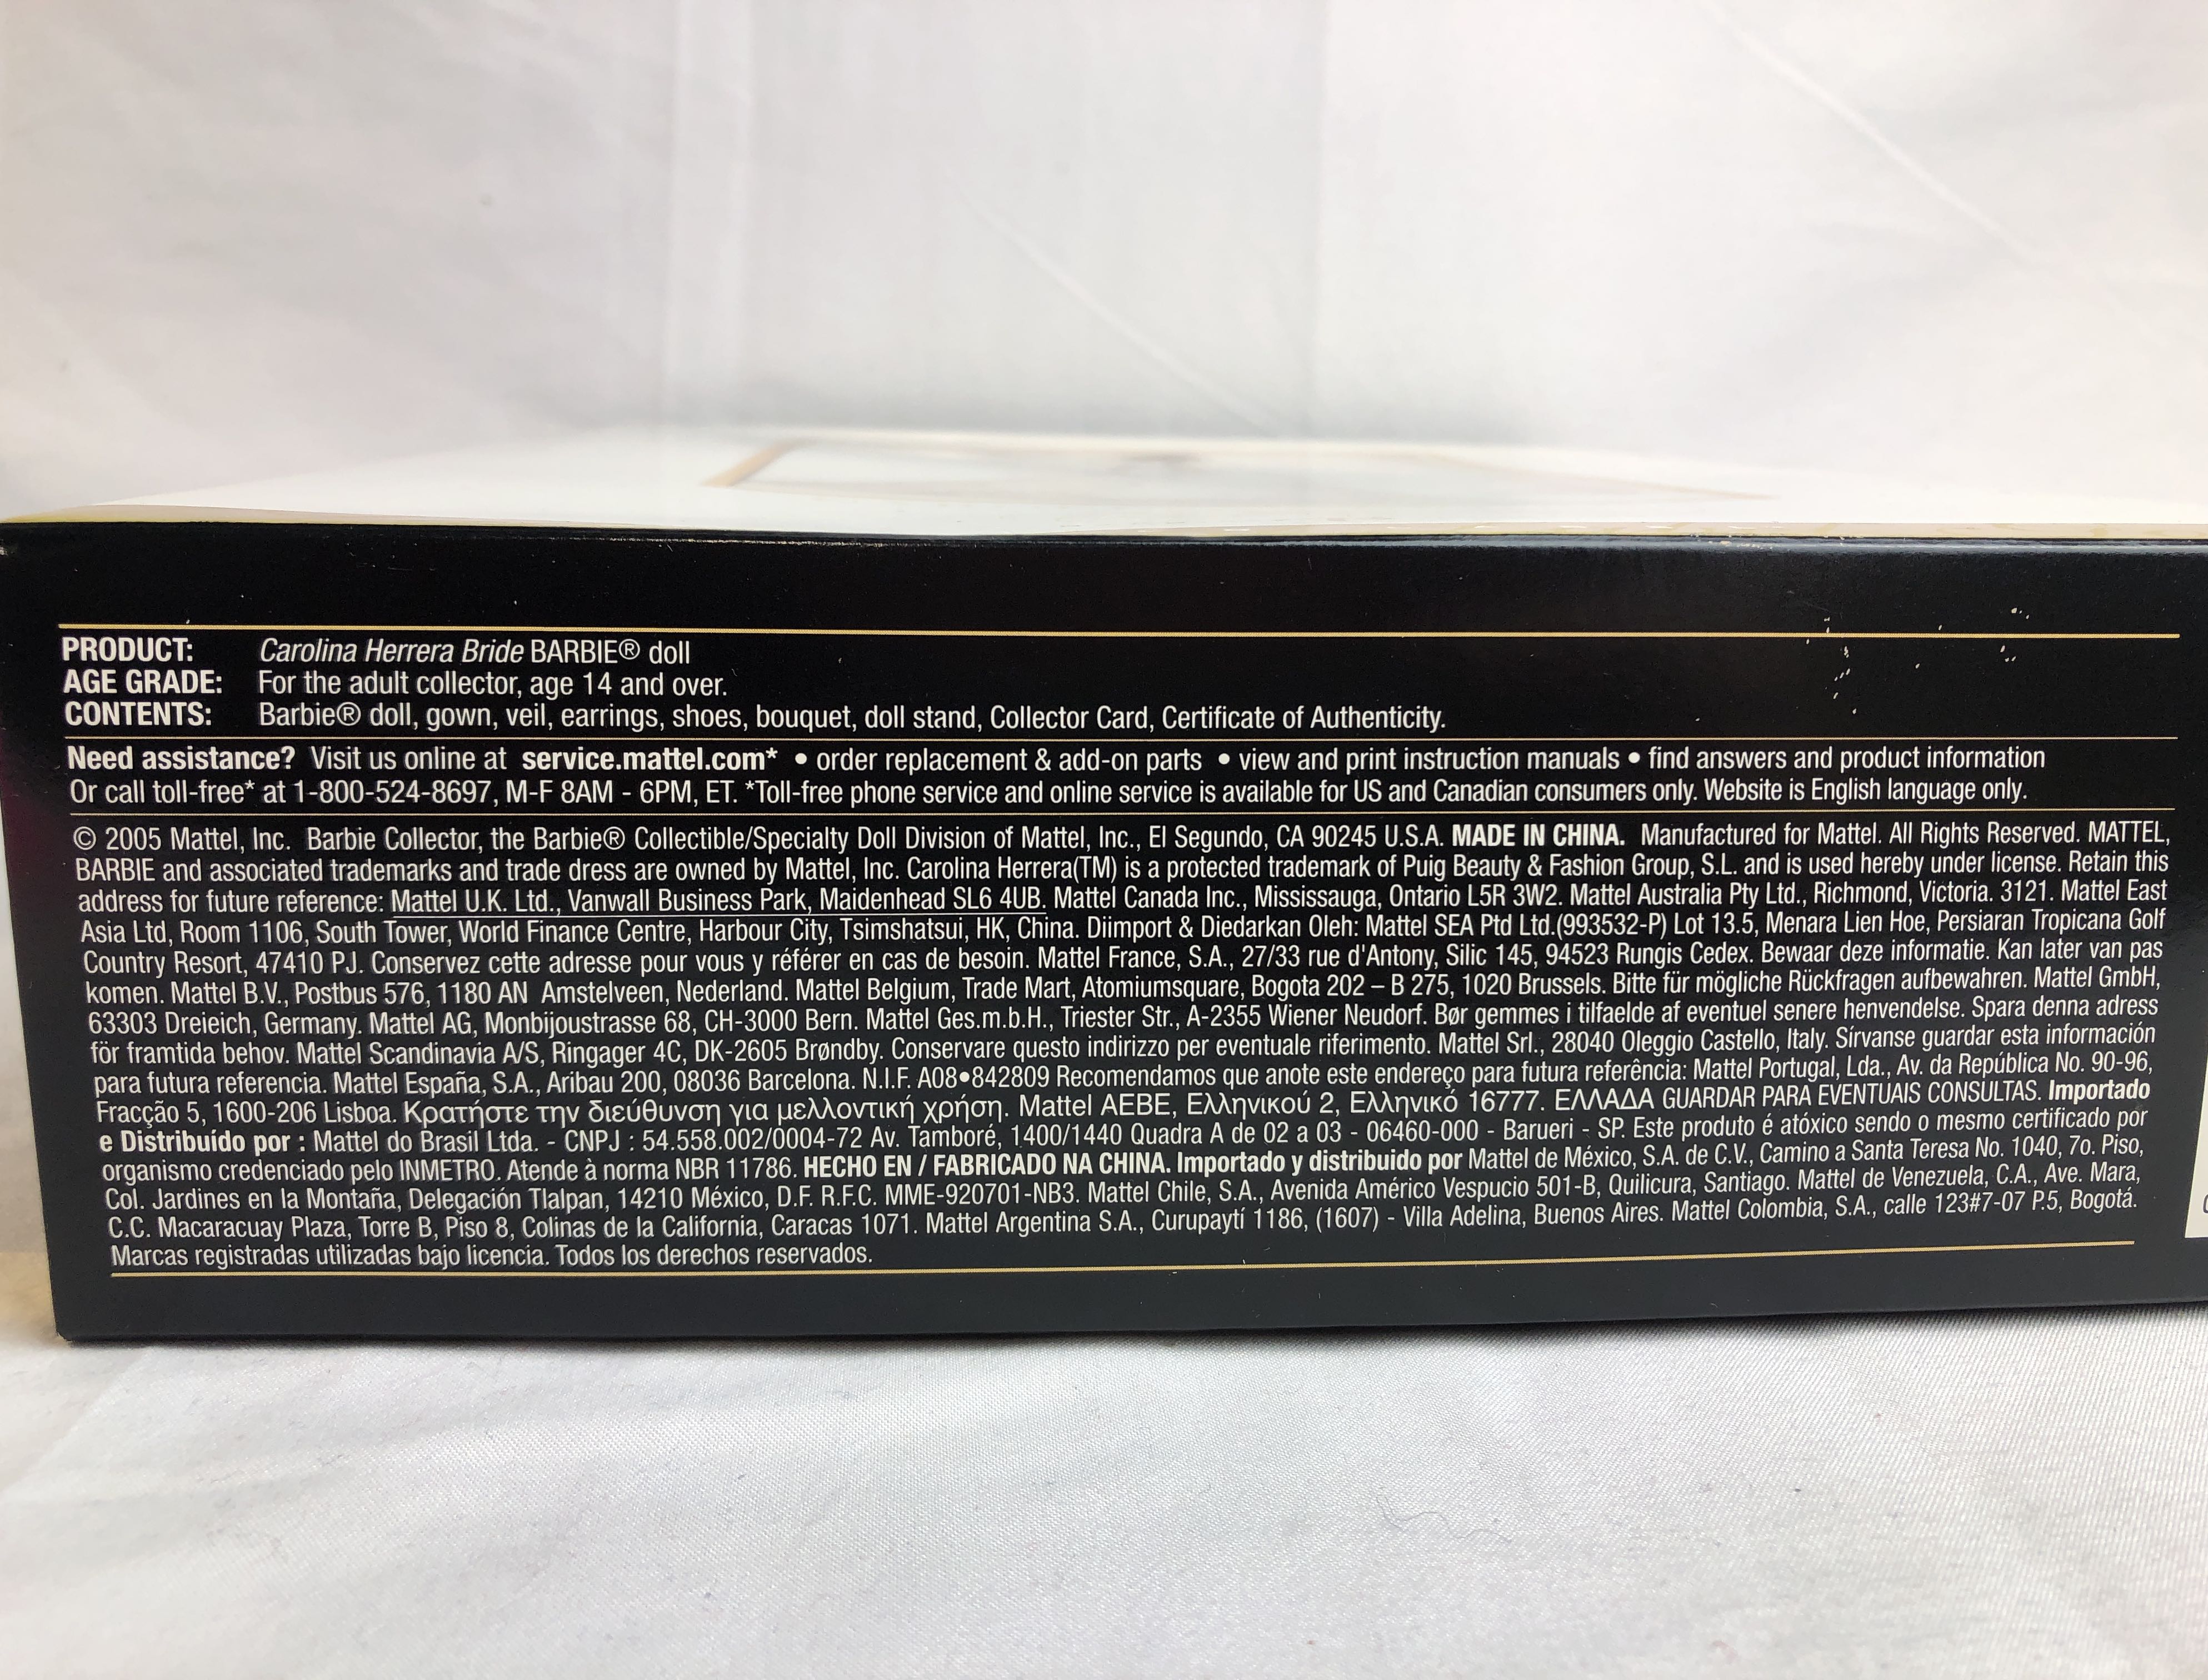 PRODUCT: Carolina Herrera Bride BARBIE® doll
AGE GRADE: For the adult collector, age 14 and over.
CONTENTS: Barbie® doll, gown, veil, earrings, shoes, bouquet, doll stand, Collector Card, Certificate of Authenticity.
Need assistance? Visit us online at service.mattel.com* • order replacement & add-on parts • view and print instruction manuals • find answers and product information
Or call toll-free* at 1-800-524-8697, M-F 8AM - 6PM, ET. *Toll-free phone service and online service is available for US and Canadian consumers only. Website is English language only.
© 2005 Mattel, Inc. Barbie Collector, the Barbie® Collectible/Specialty Doll Division of Mattel, Inc., El Segundo, CA 90245 U.S.A. MADE IN CHINA. Manufactured for Mattel. All Rights Reserved. MATTEL,
BARBIE and associated trademarks and trade dress are owned by Mattel, Inc. Carolina Herrera(TM) is a protected trademark of Puig Beauty & Fashion Group, S.L. and is used hereby under license. Retain this
address for future reference: Mattel U.K. Ltd., Vanwall Business Park, Maidenhead SL6 4UB. Mattel Canada Inc., Mississauga, Ontario L5R 3W2. Mattel Australia Pty Ltd., Richmond, Victoria. 3121. Mattel East
Asia Ltd, Room 1106, South Tower, World Finance Centre, Harbour City, Tsimshatsui, HK, China. Diimport & Diedarkan Oleh: Mattel SEA Ptd Ltd.(993532-P) Lot 13.5, Menara Lien Hoe, Persiaran Tropicana Golf
Country Resort, 47410 PJ. Conservez cette adresse pour vous y référer en cas de besoin. Mattel France, S.A., 27/33 rue d'Antony, Silic 145, 94523 Rungis Cedex. Bewaar deze informatie. Kan later van pas
komen. Mattel B.V., Postbus 576, 1180 AN Amstelveen, Nederland. Mattel Belgium, Trade Mart, Atomiumsquare, Bogota 202 – B 275, 1020 Brussels. Bitte für mögliche Rückfragen aufbewahren. Mattel GmbH,
63303 Dreieich, Germany. Mattel AG, Monbijoustrasse 68, CH-3000 Bern. Mattel Ges.m.b.H., Triester Str., A-2355 Wiener Neudorf. Bør gemmes i tilfaelde af eventuel senere henvendelse. Spara denna adress
för framtida behov. Mattel Scandinavia A/S, Ringager 4C, DK-2605 Brøndby. Conservare questo indirizzo per eventuale riferimento. Mattel Srl., 28040 Oleggio Castello, Italy. Sírvanse guardar esta información
para futura referencia. Mattel España, S.A., Aribau 200, 08036 Barcelona. N.I.F. A08•842809 Recomendamos que anote este endereço para futura referência: Mattel Portugal, Lda., Av. da República No. 90-96,
Fracção 5, 1600-206 Lisboa. Κρατήστε την διεύθυνση για μελλοντική χρήση. Mattel AEBE, Ελληνικού 2, Ελληνικό 16777. ΕΛΛΑΔΑ GUARDAR PARA EVENTUAIS CONSULTAS. Importado
e Distribuído por : Mattel do Brasil Ltda. - CNPJ : 54.558.002/0004-72 Av. Tamboré, 1400/1440 Quadra A de 02 a 03 - 06460-000 - Barueri - SP. Este produto é atóxico sendo o mesmo certificado por
organismo credenciado pelo INMETRO. Atende à norma NBR 11786. HECHO EN / FABRICADO NA CHINA. Importado y distribuido por Mattel de México, S.A. de C.V., Camino a Santa Teresa No. 1040, 7o. Piso,
Col. Jardines en la Montaña, Delegación Tlalpan, 14210 México, D.F. R.F.C. MME-920701-NB3. Mattel Chile, S.A., Avenida Américo Vespucio 501-B, Quilicura, Santiago. Mattel de Venezuela, C.A., Ave. Mara,
C.C. Macaracuay Plaza, Torre B, Piso 8, Colinas de la California, Caracas 1071. Mattel Argentina S.A., Curupaytí 1186, (1607) - Villa Adelina, Buenos Aires. Mattel Colombia, S.A., calle 123#7-07 P.5, Bogotá.
Marcas registradas utilizadas bajo licencia. Todos los derechos reservados.